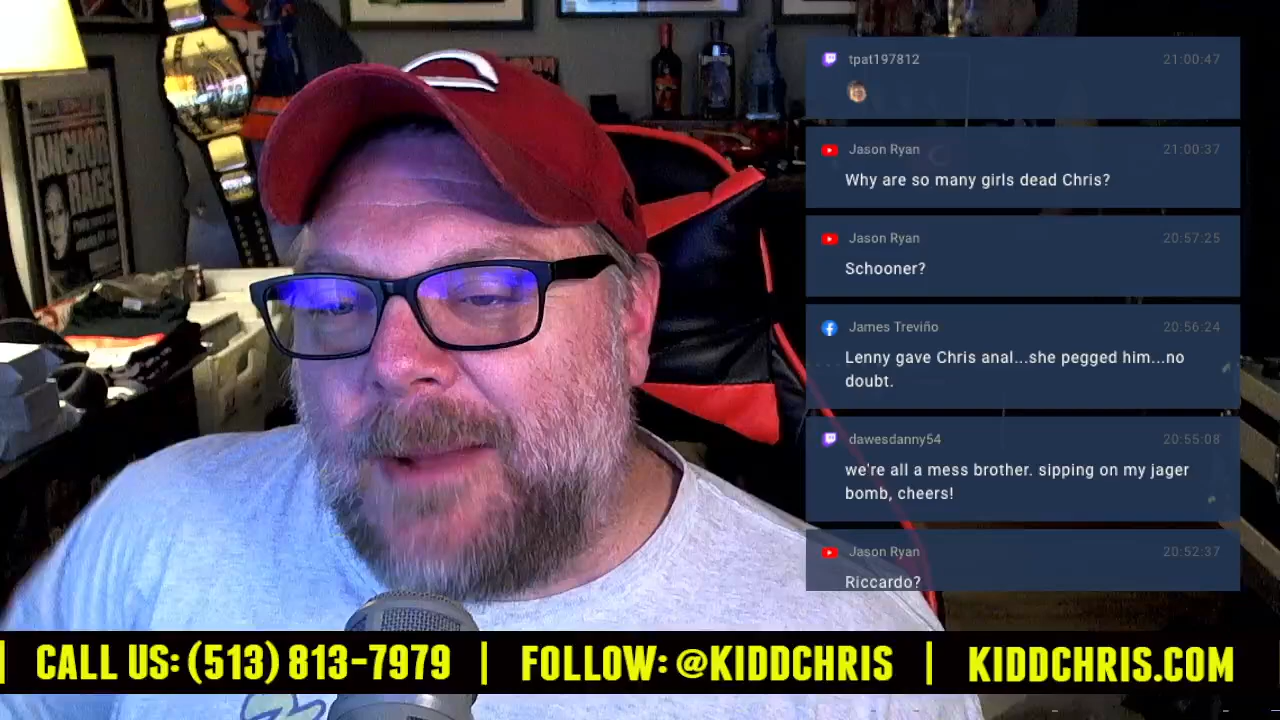 tpat197812 21:00:47
Jason Ryan 21:00:37
Why are so many girls dead Chris?
Jason Ryan 20:57:25
Schooner?
James Treviño 20:56:24
Lenny gave Chris anal...she pegged him...no
doubt.
dawesdanny54 20:55:08
we're all a mess brother. sipping on my jager
bomb, cheers!
Jason Ryan 20:52:37
Riccardo?
ANCHOR
RAGE
CALL US: (513) 813-7979 | FOLLOW: @KIDDCHRIS | KIDDCHRIS.COM